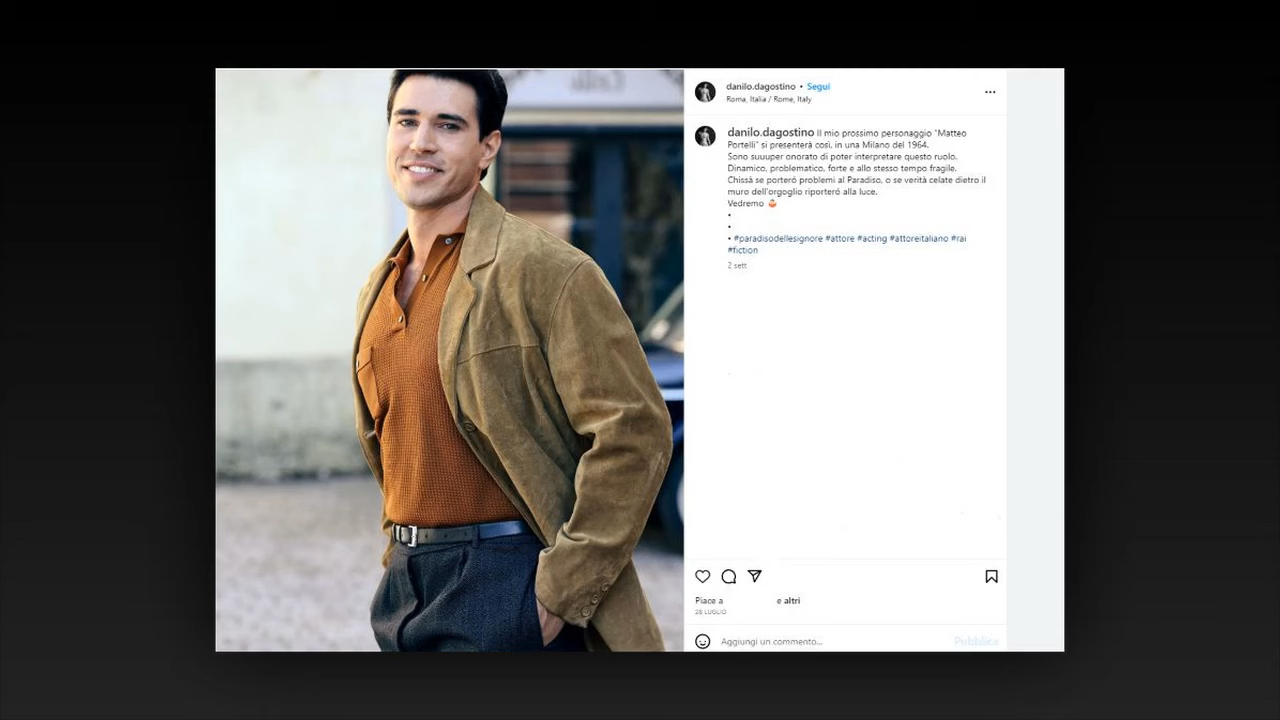 danilo.dagostino • Segui
Roma, Italia / Rome, Italy
danilo.dagostino Il mio prossimo personaggio "Matteo
Portelli" si presenterà così, in una Milano del 1964.
Sono suuuper onorato di poter interpretare questo ruolo.
Dinamico, problematico, forte e allo stesso tempo fragile.
Chissà se porteró problemi al Paradiso, o se verità celate dietro il
muro dell'orgoglio riporteró alla luce.
Vedremo
•
•
• #paradisodellesignore #attore #acting #attoreitaliano #rai
#fiction
2 sett
Piace a e altri
28 LUGLIO
Aggiungi un commento... Pubblica